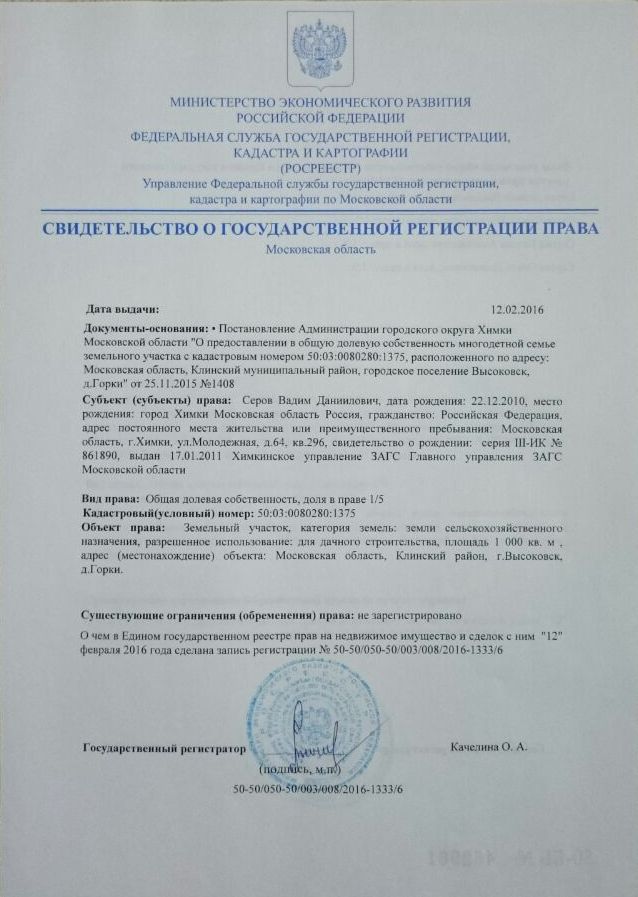 МИНИСТЕРСТВО ЭКОНОМИЧЕСКОГО РАЗВИТИЯ
РОССИЙСКОЙ ФЕДЕРАЦИИ
ФЕДЕРАЛЬНАЯ СЛУЖБА ГОСУДАРСТВЕННОЙ РЕГИСТРАЦИИ,
КАДАСТРА И КАРТОГРАФИИ
(РОСРЕЕСТР)
Управление Федеральной службы государственной регистрации,
кадастра и картографии по Московской области
СВИДЕТЕЛЬСТВО О ГОСУДАРСТВЕННОЙ РЕГИСТРАЦИИ ПРАВА
Московская область
Дата выдачи: 12.02.2016
Документы-основания: • Постановление Администрации городского округа Химки
Московской области "О предоставлении в общую долевую собственность многодетной семье
земельного участка с кадастровым номером 50:03:0080280:1375, расположенного по адресу:
Московская область, Клинский муниципальный район, городское поселение Высоковск,
д.Горки" от 25.11.2015 №1408
Субъект (субъекты) права: Серов Вадим Даниилович, дата рождения: 22.12.2010, место
рождения: город Химки Московская область Россия, гражданство: Российская Федерация,
адрес постоянного места жительства или преимущественного пребывания: Московская
область, г.Химки, ул.Молодежная, д.64, кв.296, свидетельство о рождении: серия III-ИК №
861890, выдан 17.01.2011 Химкинское управление ЗАГС Главного управления ЗАГС
Московской области
Вид права: Общая долевая собственность, доля в праве 1/5
Кадастровый(условный) номер: 50:03:0080280:1375
Объект права: Земельный участок, категория земель: земли сельскохозяйственного
назначения, разрешенное использование: для дачного строительства, площадь 1 000 кв. м ,
адрес (местонахождение) объекта: Московская область, Клинский район, г.Высоковск,
д.Горки.
Существующие ограничения (обременения) права: не зарегистрировано
О чем в Едином государственном реестре прав на недвижимое имущество и сделок с ним "12"
февраля 2016 года сделана запись регистрации № 50-50/050-50/003/008/2016-1333/6
Государственный регистратор Качелина О. А.
(подпись, м.п.)
50-50/050-50/003/008/2016-1333/6